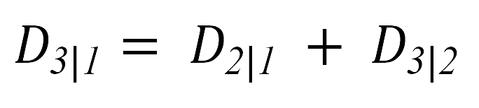 D₃|₁ = D₂|₁ + D₃|₂